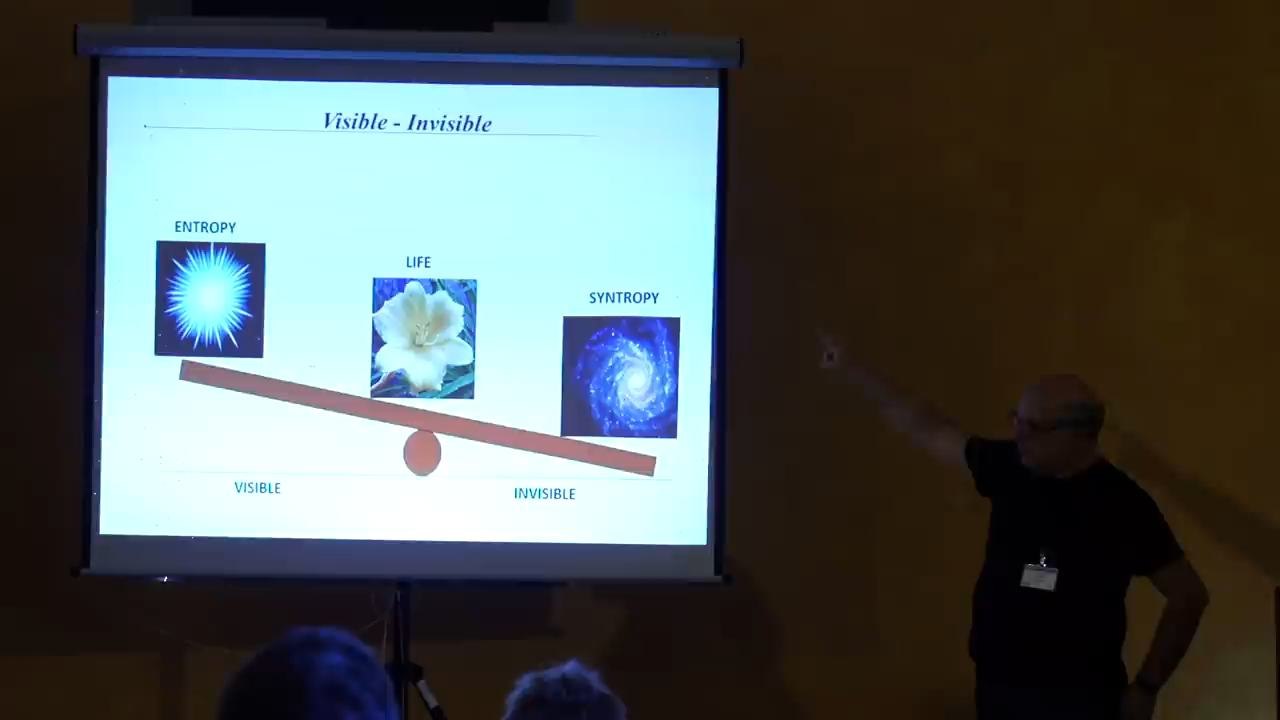 Visible - Invisible
ENTROPY
LIFE
SYNTROPY
VISIBLE
INVISIBLE